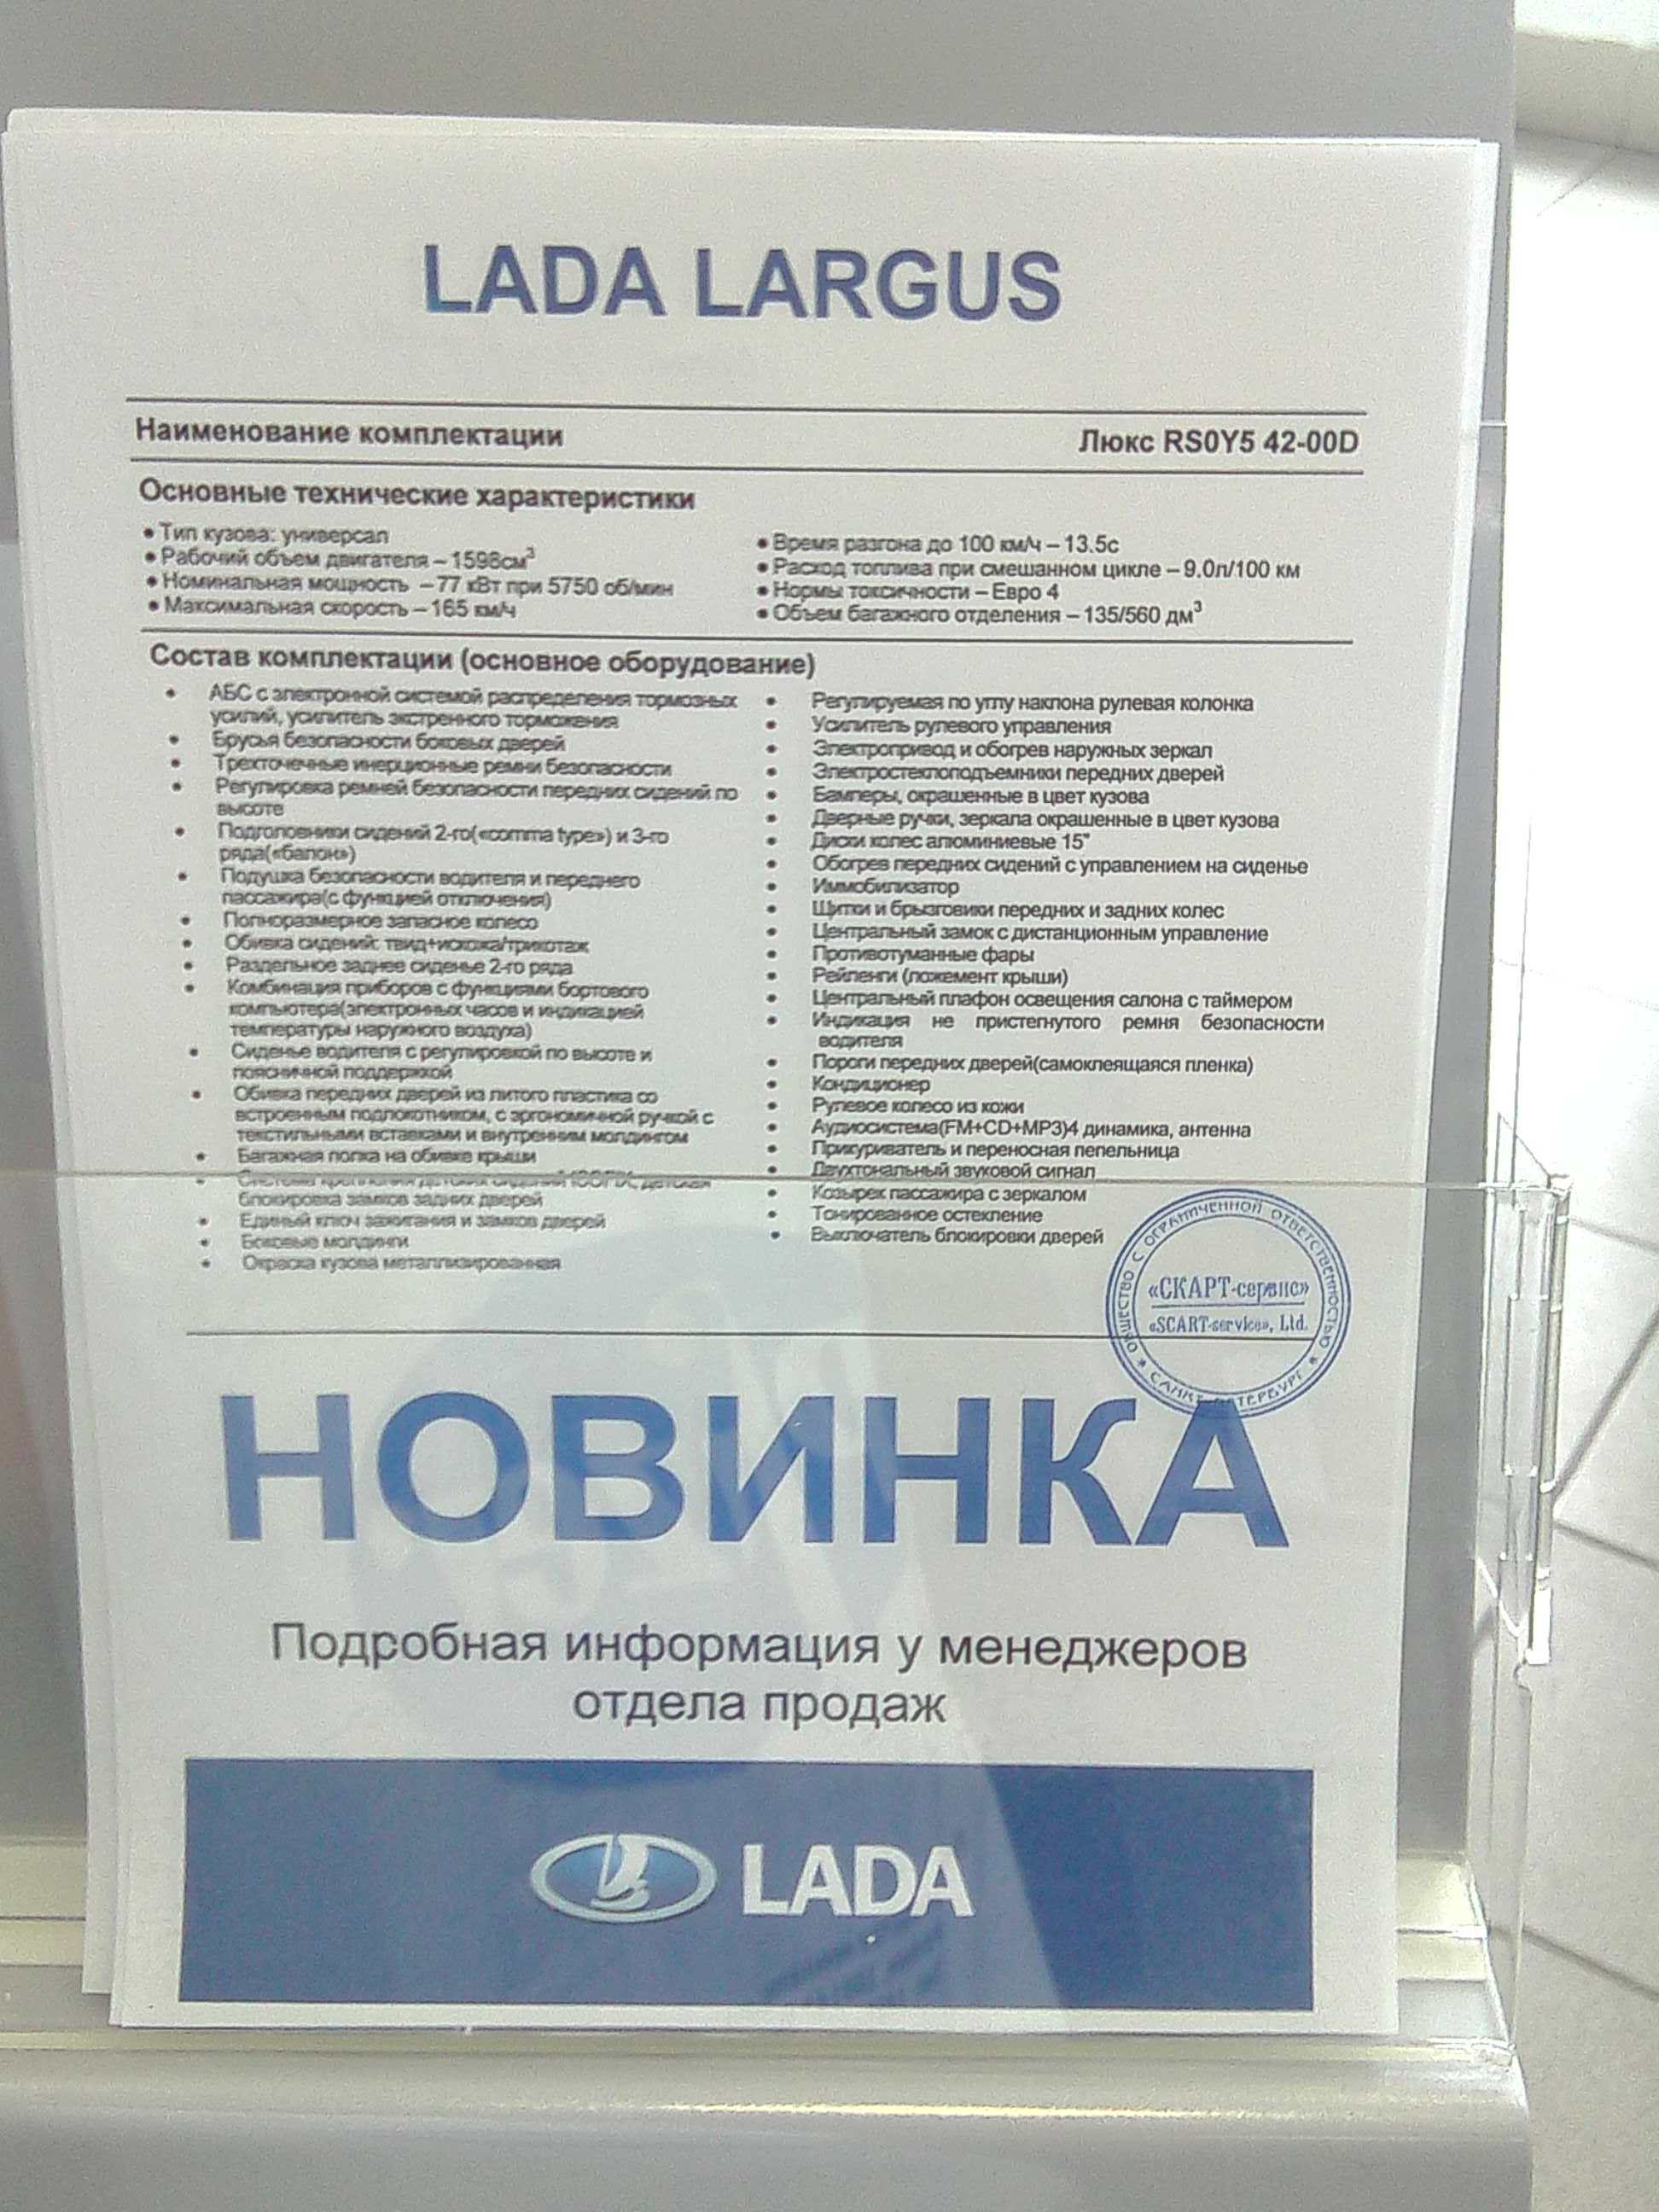 LADA LARGUS
Наименование комплектации
Люкс RS0Y5 42-00D
Основные технические характеристики
• Тип кузова: универсал
• Рабочий объем двигателя – 1598см³
• Номинальная мощность – 77 кВт при 5750 об/мин
• Максимальная скорость – 165 км/ч
• Время разгона до 100 км/ч – 13.5с
• Расход топлива при смешанном цикле – 9.0л/100 км
• Нормы токсичности – Евро 4
• Объем багажного отделения – 135/560 дм³
Состав комплектации (основное оборудование)
• АБС с электронной системой распределения тормозных
усилий, усилитель экстренного торможения
• Брусья безопасности боковых дверей
• Трехточечные инерционные ремни безопасности
• Регулировка ремней безопасности передних сидений по
высоте
• Подголовники сидений 2-го(«comma type») и 3-го
ряда(«балон»)
• Подушка безопасности водителя и переднего
пассажира(с функцией отключения)
• Полноразмерное запасное колесо
• Обивка сидений: твид+искожа/трикотаж
• Раздельное заднее сиденье 2-го ряда
• Комбинация приборов с функциями бортового
компьютера(электронных часов и индикацией
температуры наружного воздуха)
• Сиденье водителя с регулировкой по высоте и
поясничной поддержкой
• Обивка передних дверей из литого пластика со
встроенным подлокотником, с эргономичной ручкой с
текстильными вставками и внутренним молдингом
• Багажная полка на обивке крыши
• Система крепления детских сидений ISOFIX, детская
блокировка замков задних дверей
• Единый ключ зажигания и замков дверей
• Боковые молдинги
• Окраска кузова металлизированная
• Регулируемая по углу наклона рулевая колонка
• Усилитель рулевого управления
• Электропривод и обогрев наружных зеркал
• Электростеклоподъемники передних дверей
• Бамперы, окрашенные в цвет кузова
• Дверные ручки, зеркала окрашенные в цвет кузова
• Диски колес алюминиевые 15"
• Обогрев передних сидений с управлением на сиденье
• Иммобилизатор
• Щитки и брызговики передних и задних колес
• Центральный замок с дистанционным управление
• Противотуманные фары
• Рейленги (ложемент крыши)
• Центральный плафон освещения салона с таймером
• Индикация не пристегнутого ремня безопасности
водителя
• Пороги передних дверей(самоклеящаяся пленка)
• Кондиционер
• Рулевое колесо из кожи
• Аудиосистема(FM+CD+MP3)4 динамика, антенна
• Прикуриватель и переносная пепельница
• Двухтональный звуковой сигнал
• Козырек пассажира с зеркалом
• Тонированное остекление
• Выключатель блокировки дверей
ОБЩЕСТВО С ОГРАНИЧЕННОЙ ОТВЕТСТВЕННОСТЬЮ
«СКАРТ-сервис»
«SCART-service», Ltd.
* САНКТ-ПЕТЕРБУРГ *
НОВИНКА
Подробная информация у менеджеров
отдела продаж
LADA